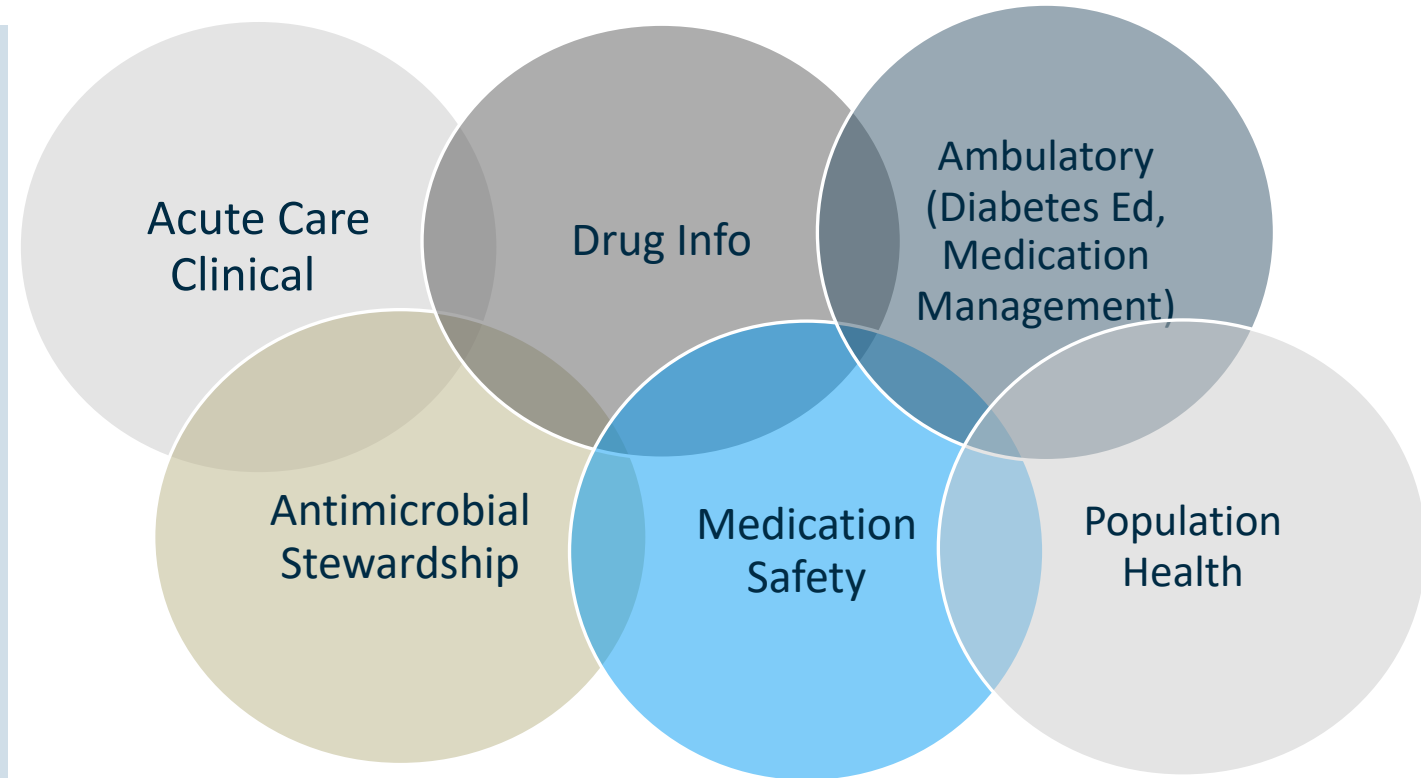 Acute Care
Clinical
Drug Info
Ambulatory
(Diabetes Ed,
Medication
Management)
Antimicrobial
Stewardship
Medication
Safety
Population
Health